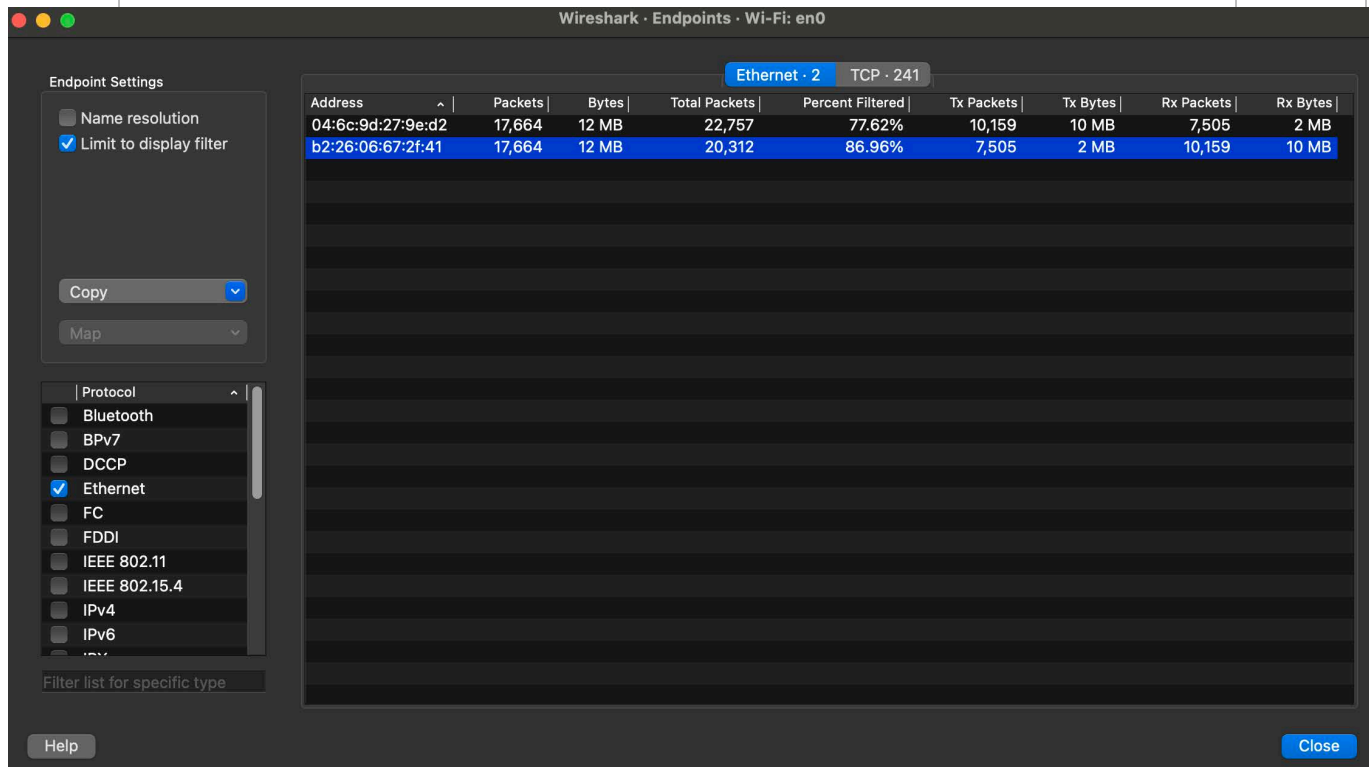 Wireshark · Endpoints · Wi-Fi: en0
Endpoint Settings
Name resolution
Limit to display filter
Copy
Map
Protocol
Bluetooth
BPv7
DCCP
Ethernet
FC
FDDI
IEEE 802.11
IEEE 802.15.4
IPv4
IPv6
Filter list for specific type
Ethernet · 2 TCP · 241
Address Packets Bytes Total Packets Percent Filtered Tx Packets Tx Bytes Rx Packets Rx Bytes
04:6c:9d:27:9e:d2 17,664 12 MB 22,757 77.62% 10,159 10 MB 7,505 2 MB
b2:26:06:67:2f:41 17,664 12 MB 20,312 86.96% 7,505 2 MB 10,159 10 MB
Help
Close